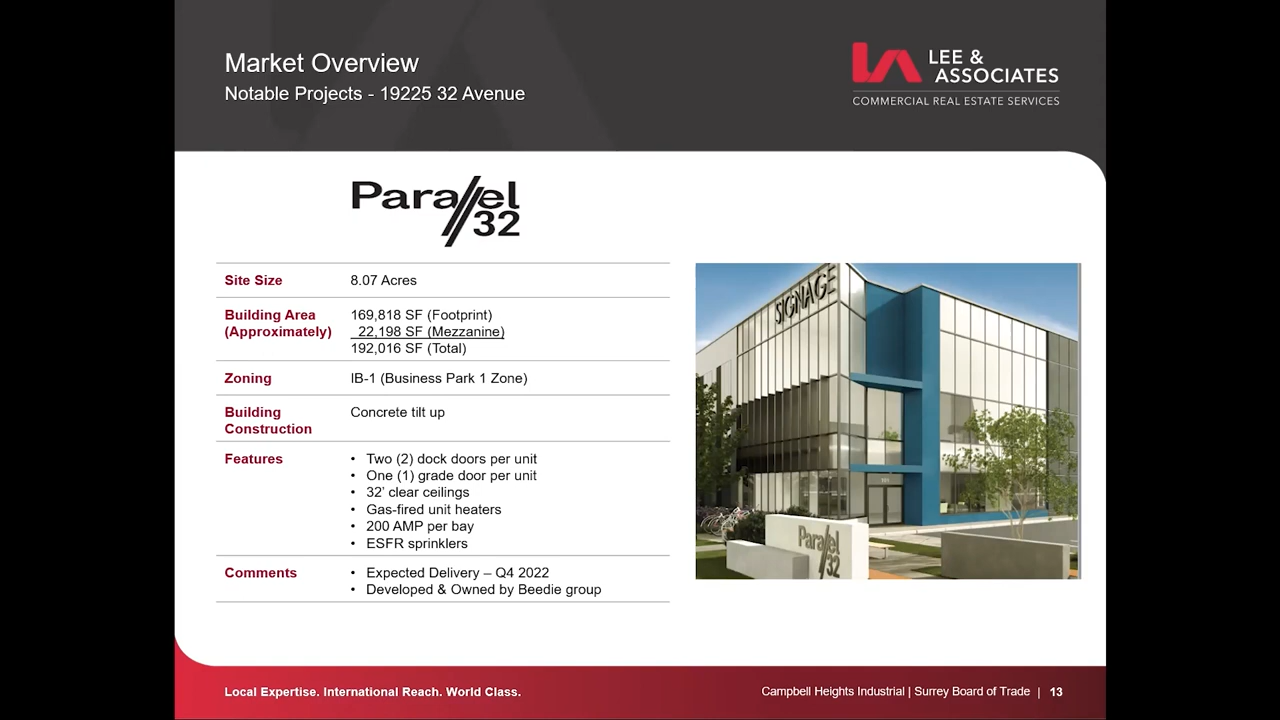 Market Overview
Notable Projects - 19225 32 Avenue
LEE &
ASSOCIATES
COMMERCIAL REAL ESTATE SERVICES
Parallel
32
Site Size 8.07 Acres
Building Area 169,818 SF (Footprint)
(Approximately) 22,198 SF (Mezzanine)
192,016 SF (Total)
Zoning IB-1 (Business Park 1 Zone)
Building Concrete tilt up
Construction
Features • Two (2) dock doors per unit
• One (1) grade door per unit
• 32’ clear ceilings
• Gas-fired unit heaters
• 200 AMP per bay
• ESFR sprinklers
Comments • Expected Delivery – Q4 2022
• Developed & Owned by Beedie group
SIGNAGE
Parallel
32
Local Expertise. International Reach. World Class.
Campbell Heights Industrial | Surrey Board of Trade | 13